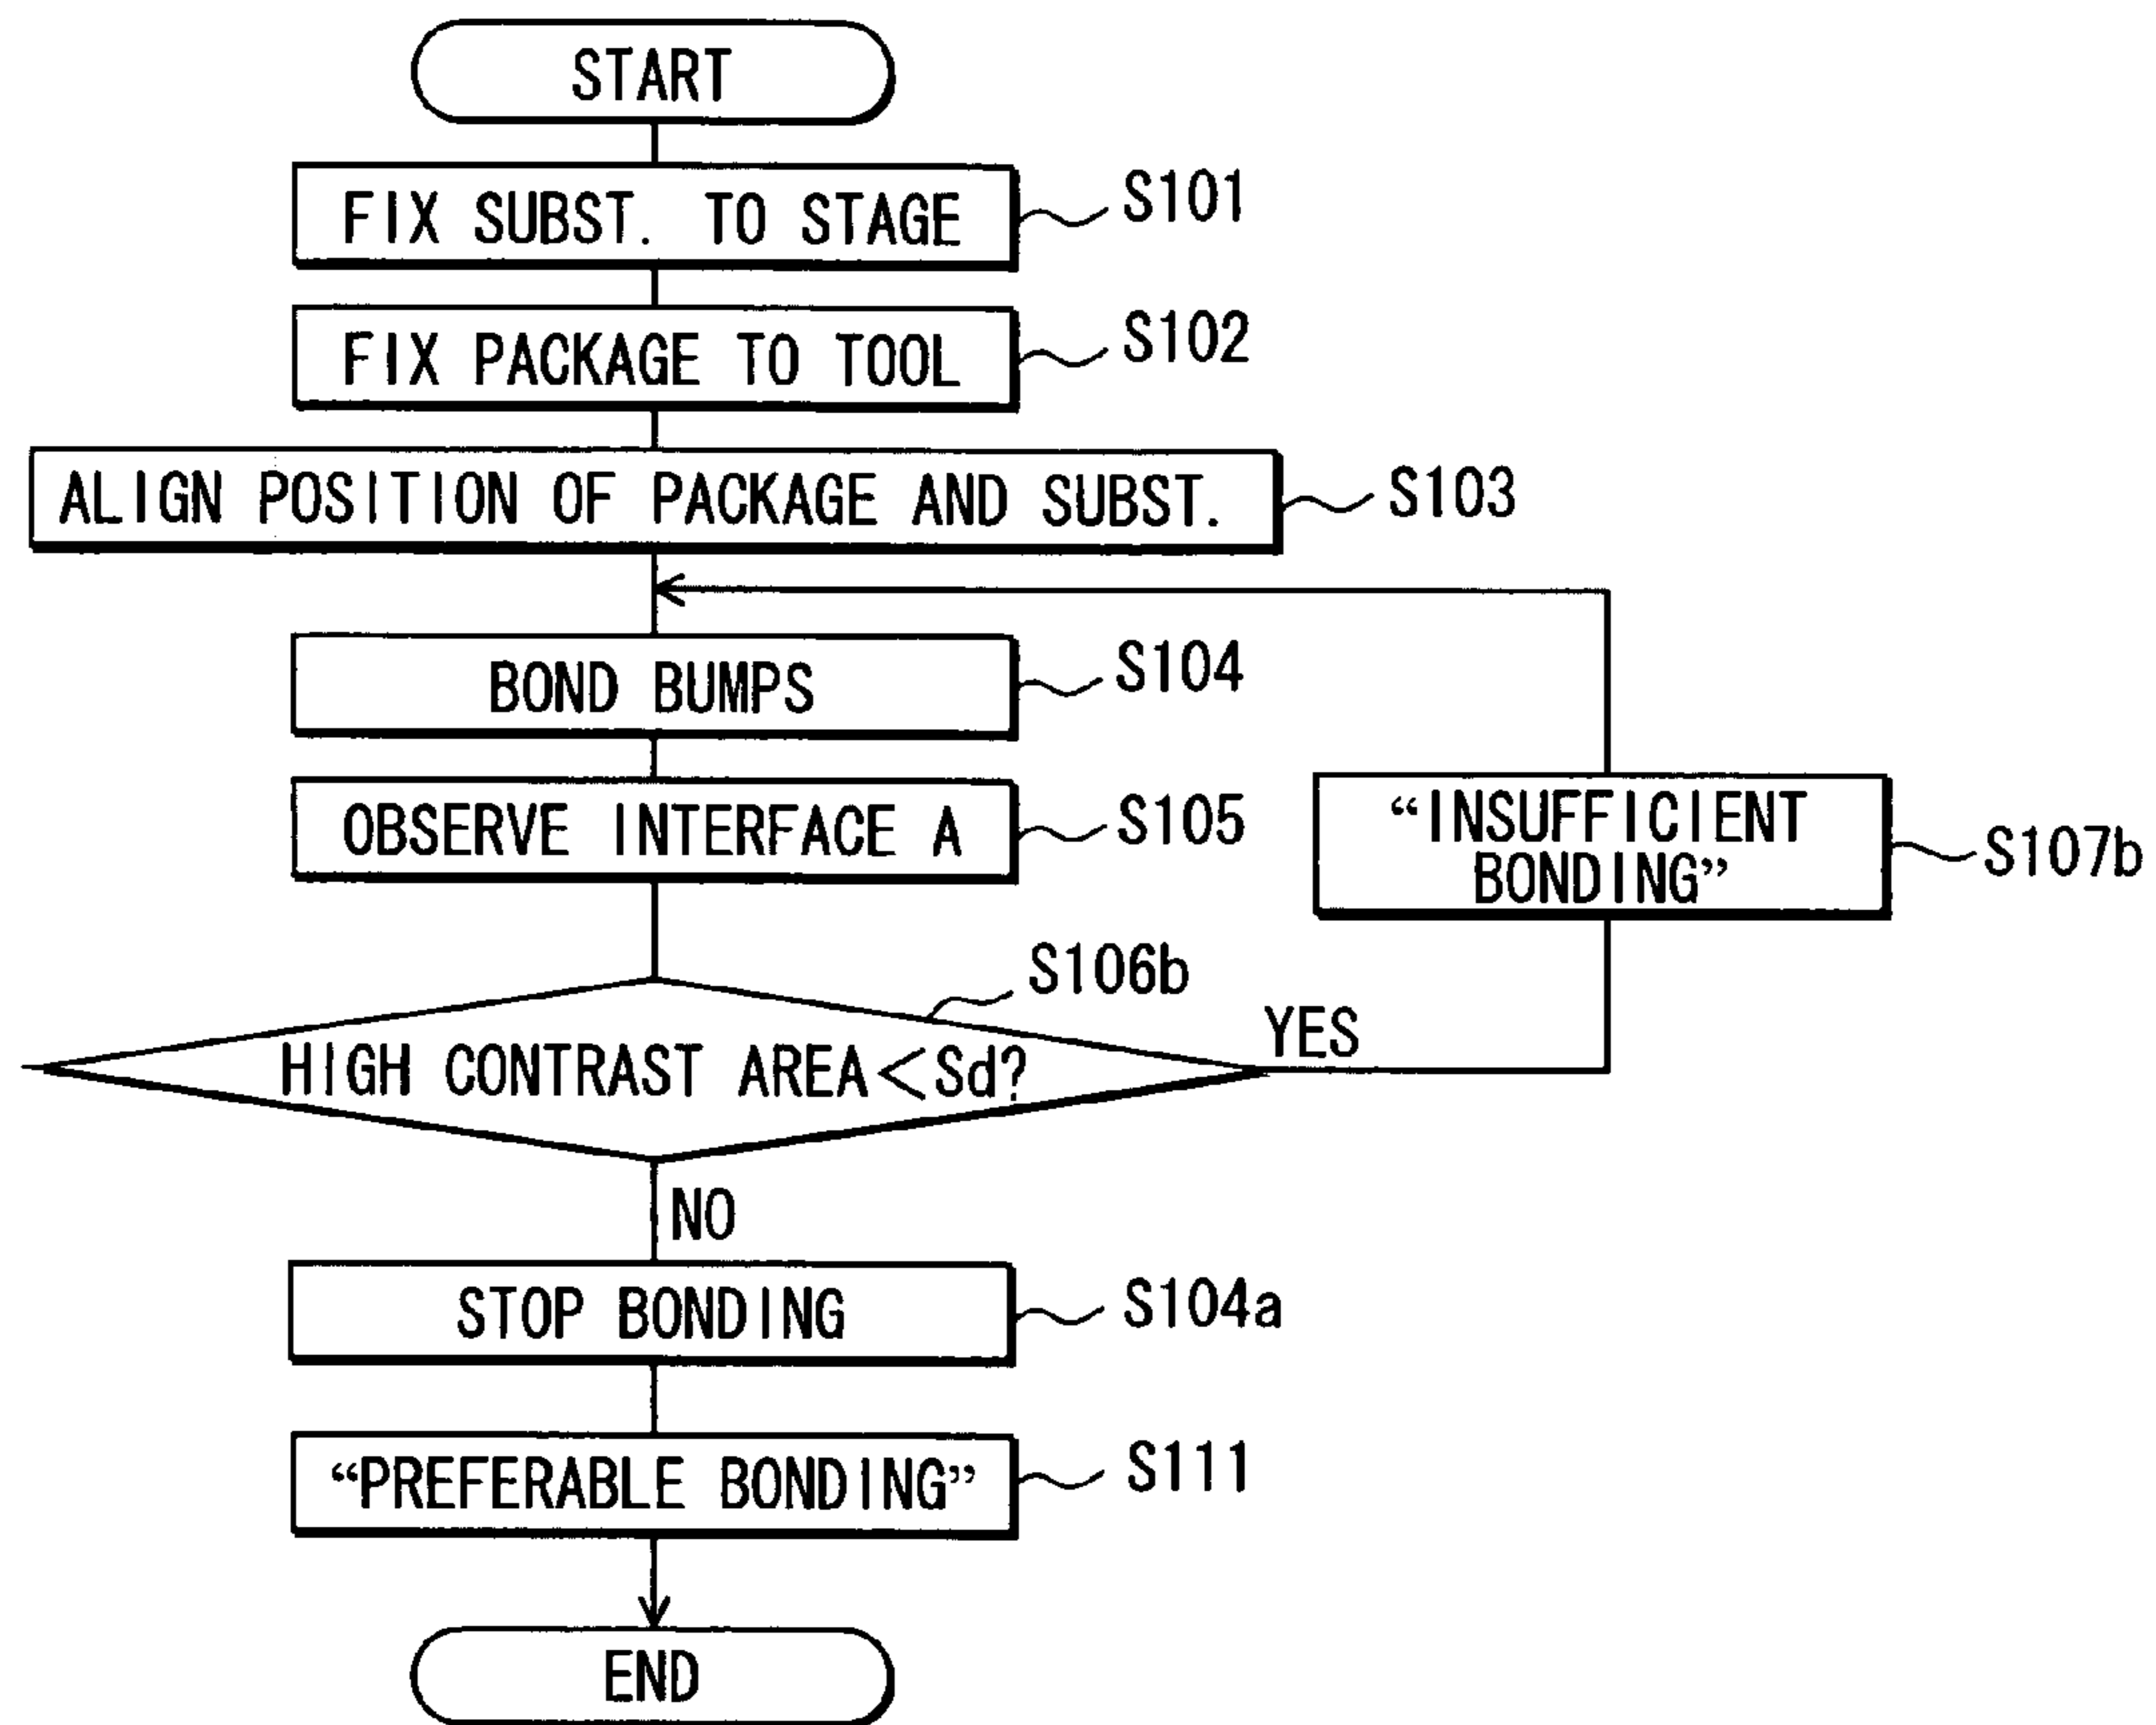 START
FIX SUBST. TO STAGE
S101
FIX PACKAGE TO TOOL
S102
ALIGN POSITION OF PACKAGE AND SUBST.
S103
BOND BUMPS
S104
OBSERVE INTERFACE A
S105
“INSUFFICIENT
BONDING”
S107b
S106b
HIGH CONTRAST AREA<Sd?
YES
NO
STOP BONDING
S104a
“PREFERABLE BONDING”
S111
END